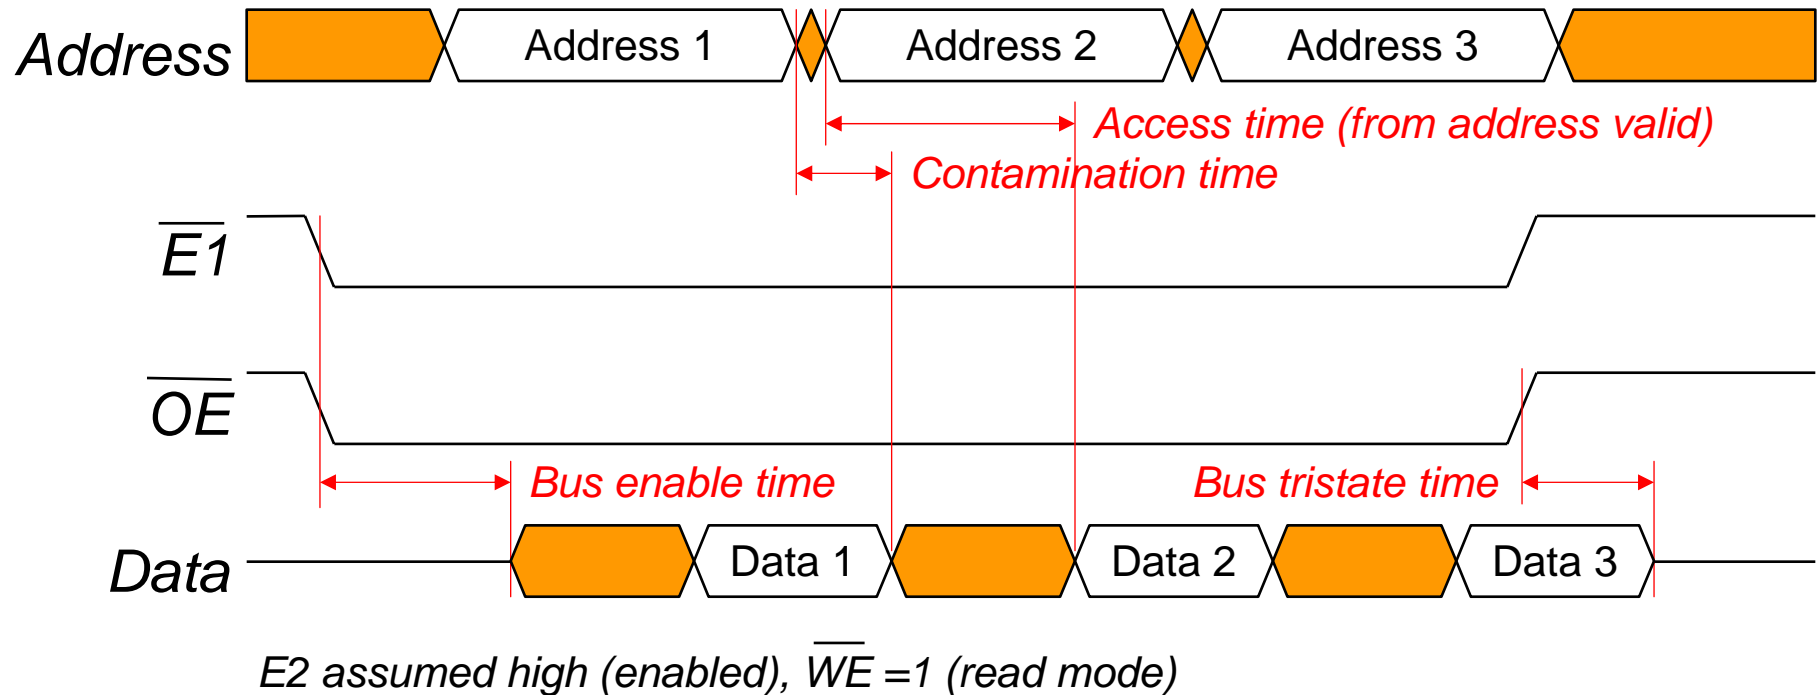 Address Address 1 Address 2 Address 3
Access time (from address valid)
Contamination time
E1
OE
Bus enable time Bus tristate time
Data Data 1 Data 2 Data 3
E2 assumed high (enabled), WE =1 (read mode)